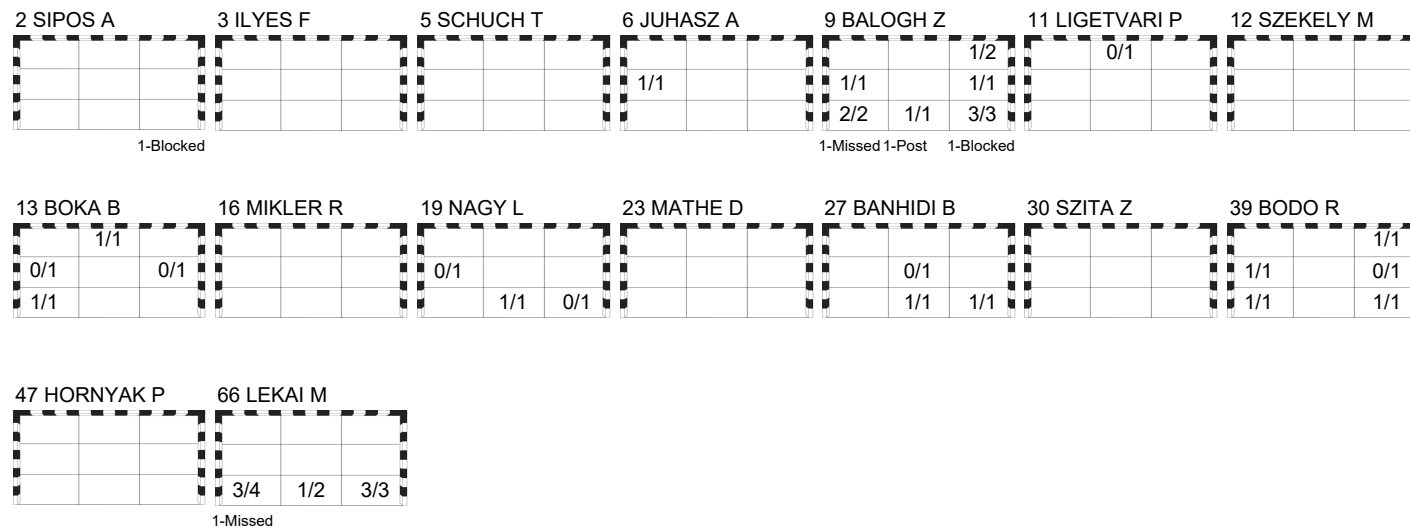 2 SIPOS A 3 ILYES F 5 SCHUCH T 6 JUHASZ A 9 BALOGH Z 11 LIGETVARI P 12 SZEKELY M
1/2 0/1
1/1 1/1 1/1
2/2 1/1 3/3
1-Blocked 1-Missed 1-Post 1-Blocked
13 BOKA B 16 MIKLER R 19 NAGY L 23 MATHE D 27 BANHIDI B 30 SZITA Z 39 BODO R
1/1 1/1
0/1 0/1 0/1 0/1 1/1 0/1
1/1 1/1 0/1 1/1 1/1 1/1 1/1
47 HORNYAK P 66 LEKAI M
3/4 1/2 3/3
1-Missed